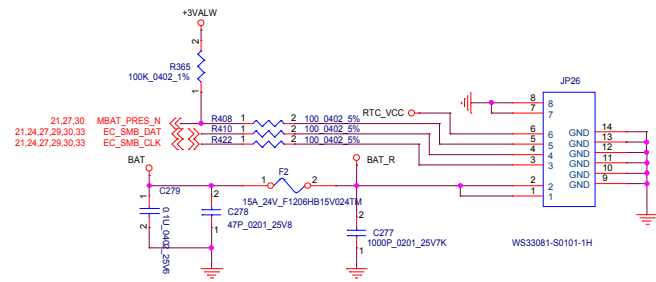 +3VALW
2
R365
100K_0402_1%
1
JP26
8 8
7 7
RTC_VCC
21,27,30 MBAT_PRES_N R408 1 2 100_0402_5% 6 6 GND 14
21,24,27,29,30,33 EC_SMB_DAT R410 1 2 100_0402_5% 5 5 GND 13
21,24,27,29,30,33 EC_SMB_CLK R422 1 2 100_0402_5% 4 4 GND 12
3 3 GND 11
GND 10
GND 9
BAT F2 BAT_R
1 2 2 2
15A_24V_F1206HB15V024TM 1 1
C279
1
0.1U_0402_25V6
2
1
C278
47P_0201_25V8
2
1
C277
1000P_0201_25V7K
2
WS33081-S0101-1H